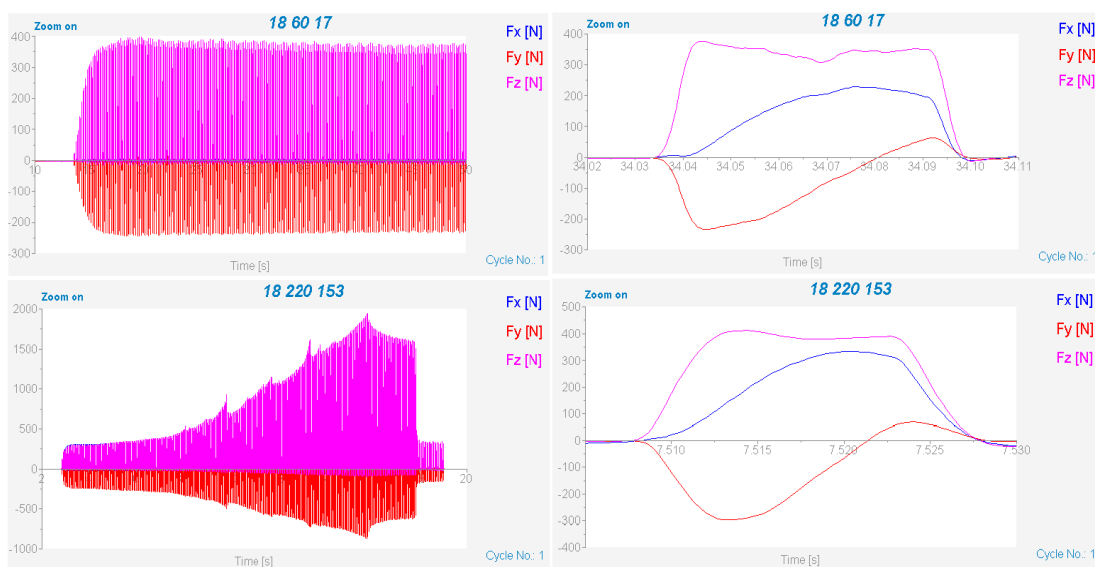 18 60 17
Zoom on
Fx [N]
Fy [N]
Fz [N]
400
300
200
100
0
-100
-200
-300
10
50
Time [s]
Cycle No.: 1
18 60 17
Zoom on
Fx [N]
Fy [N]
Fz [N]
400
300
200
100
0
-100
-200
-300
34.02 34.03 34.04 34.05 34.06 34.07 34.08 34.09 34.10 34.11
Time [s]
Cycle No.: 1
18 220 153
Zoom on
Fx [N]
Fy [N]
Fz [N]
2000
1500
1000
500
0
-500
-1000
2 20
Time [s]
Cycle No.: 1
18 220 153
Zoom on
Fx [N]
Fy [N]
Fz [N]
500
400
300
200
100
0
-100
-200
-300
-400
7.510 7.515 7.520 7.525 7.530
Time [s]
Cycle No.: 1